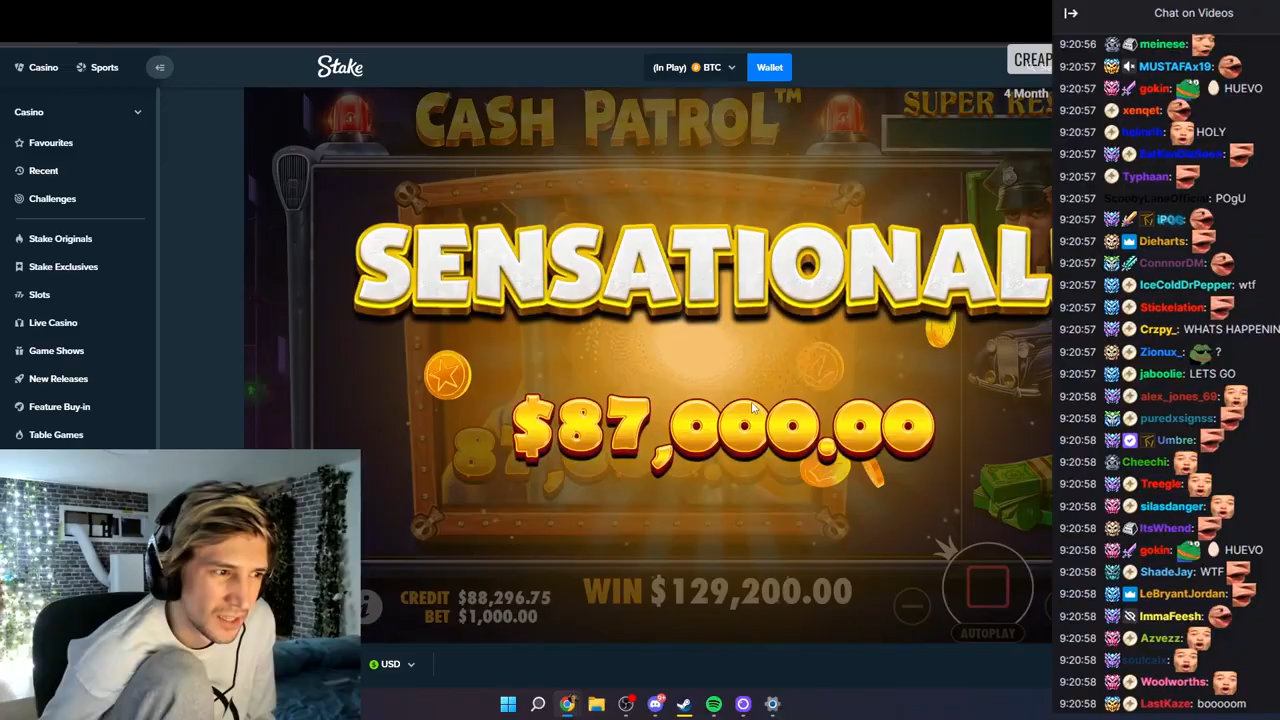 Casino
Sports
Stake
(In Play) BTC
Wallet
CREAP
4 Month
Casino
Favourites
Recent
Challenges
Stake Originals
Stake Exclusives
Slots
Live Casino
Game Shows
New Releases
Feature Buy-in
Table Games
CASH PATROL™
SUPER RES
SENSATIONAL
$87,000.00
WIN $129,200.00
CREDIT $88,296.75
BET $1,000.00
AUTOPLAY
USD
Chat on Videos
9:20:56 meinese:
9:20:57 MUSTAFAx19:
9:20:57 gokin: HUEVO
9:20:57 xenqet:
9:20:57 HOLY
9:20:57
9:20:57 Typhaan:
9:20:57 POgU
9:20:57
9:20:57 Dieharts:
9:20:57 ConnnorDM:
9:20:57 IceColdDrPepper: wtf
9:20:57 Stickelation:
9:20:57 Crzpy_: WHATS HAPPENIN
9:20:57 Zionux_: ?
9:20:57 jaboolie: LETS GO
9:20:58 alex_jones_69:
9:20:58 puredxsignss:
9:20:58 Umbre:
9:20:58 Cheechi:
9:20:58 Treegle:
9:20:58 silasdanger:
9:20:58 ItsWhend:
9:20:58 gokin: HUEVO
9:20:58 ShadeJay: WTF
9:20:58 LeBryantJordan:
9:20:58 ImmaFeesh:
9:20:58 Azvezz:
9:20:58 soulcalx:
9:20:58 Woolworths:
9:20:58 LastKaze: booooom